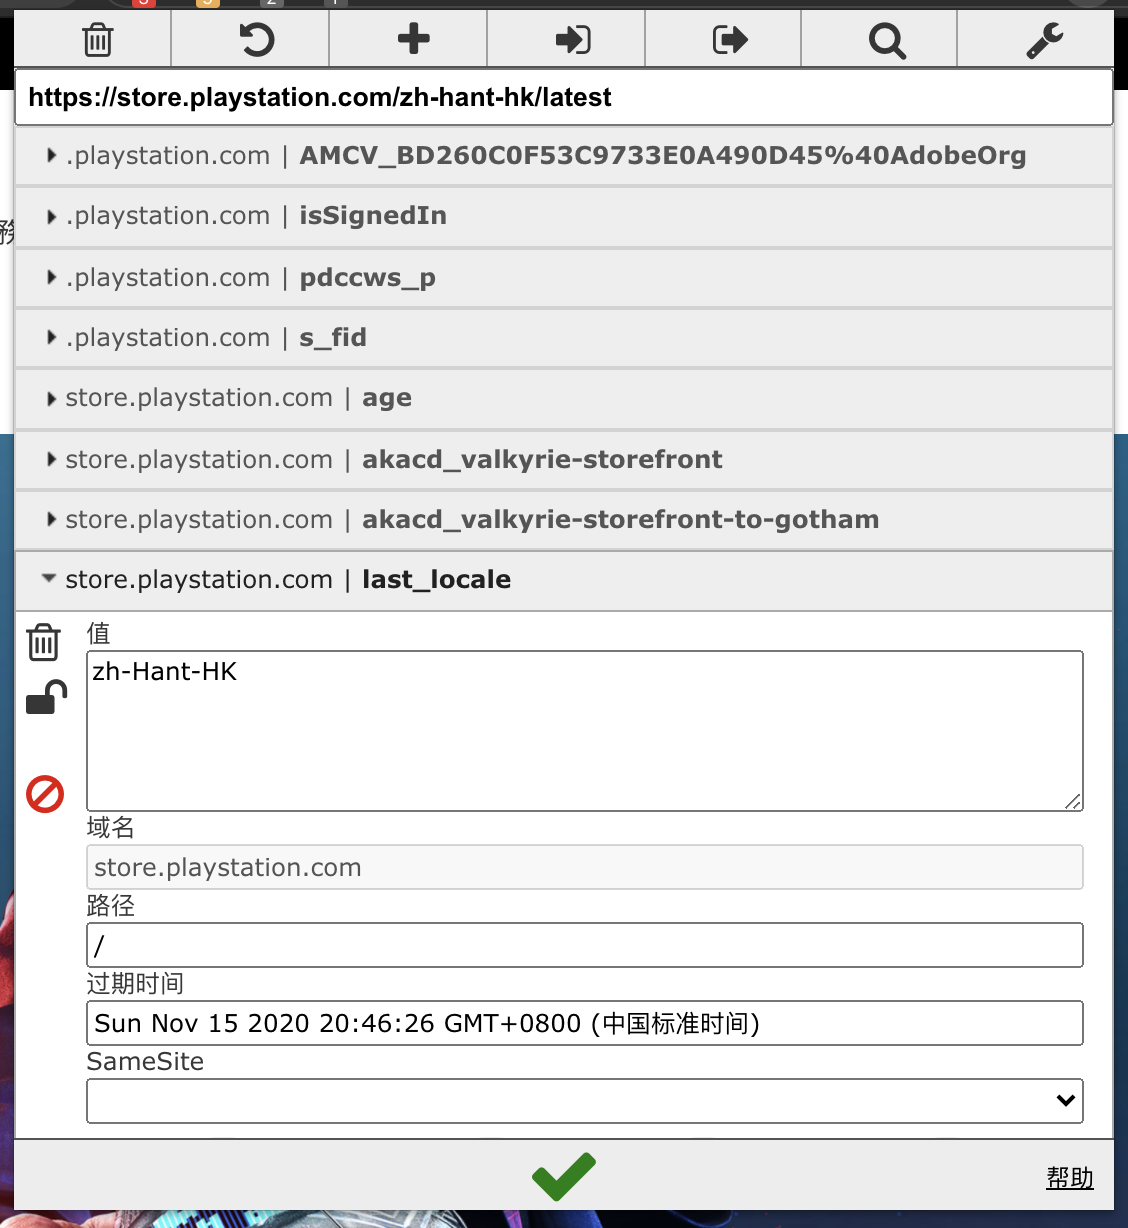 https://store.playstation.com/zh-hant-hk/latest
.playstation.com | AMCV_BD260C0F53C9733E0A490D45%40AdobeOrg
.playstation.com | isSignedIn
.playstation.com | pdccws_p
.playstation.com | s_fid
store.playstation.com | age
store.playstation.com | akacd_valkyrie-storefront
store.playstation.com | akacd_valkyrie-storefront-to-gotham
store.playstation.com | last_locale
值
zh-Hant-HK
域名
store.playstation.com
路径
/
过期时间
Sun Nov 15 2020 20:46:26 GMT+0800 (中国标准时间)
SameSite
帮助